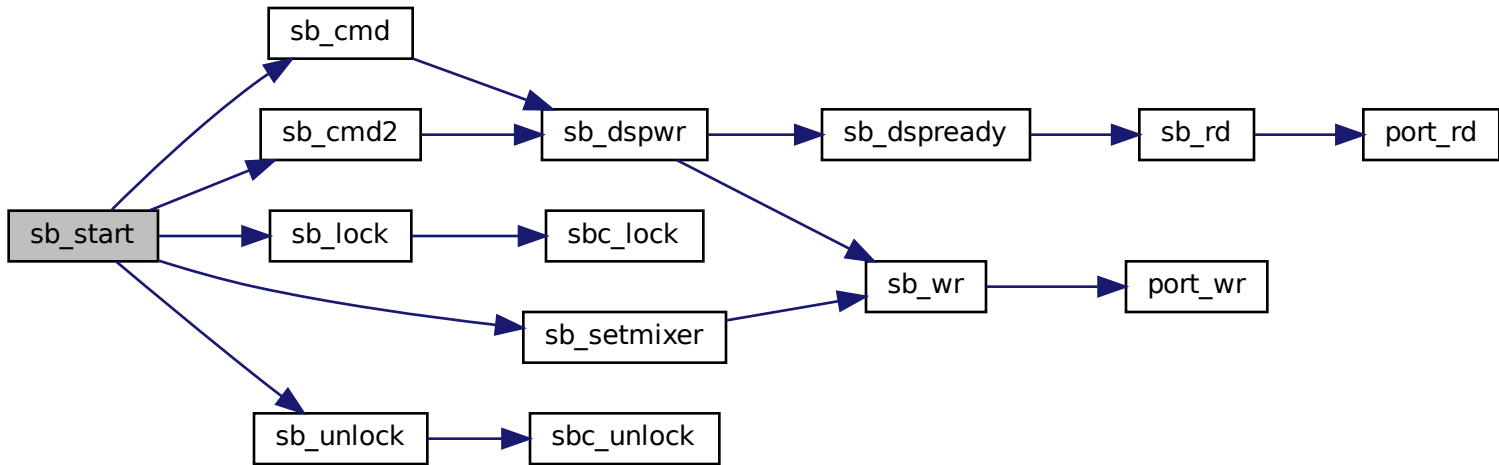 sb_cmd
sb_cmd2
sb_dspwr
sb_dspready
sb_rd
port_rd
sb_start
sb_lock
sbc_lock
sb_wr
port_wr
sb_setmixer
sb_unlock
sbc_unlock